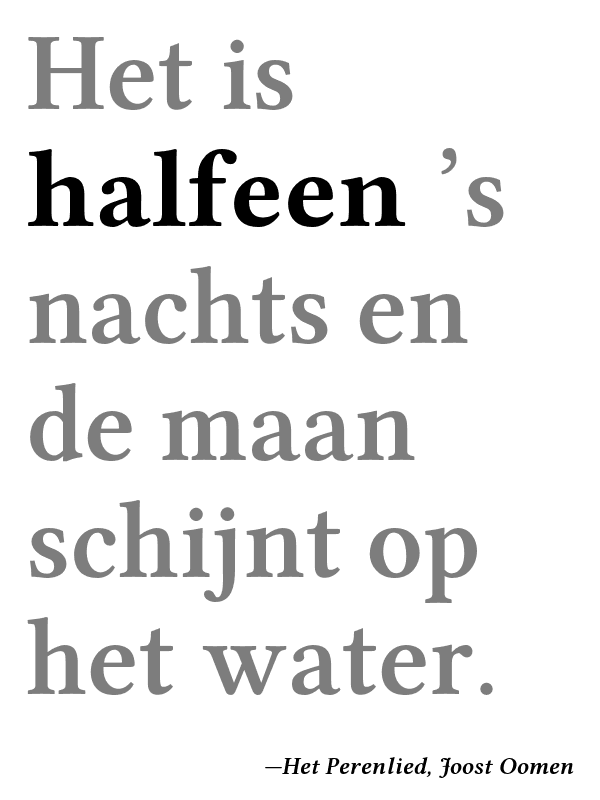 Het is
halfeen ’s
nachts en
de maan
schijnt op
het water.
—Het Perenlied, Joost Oomen